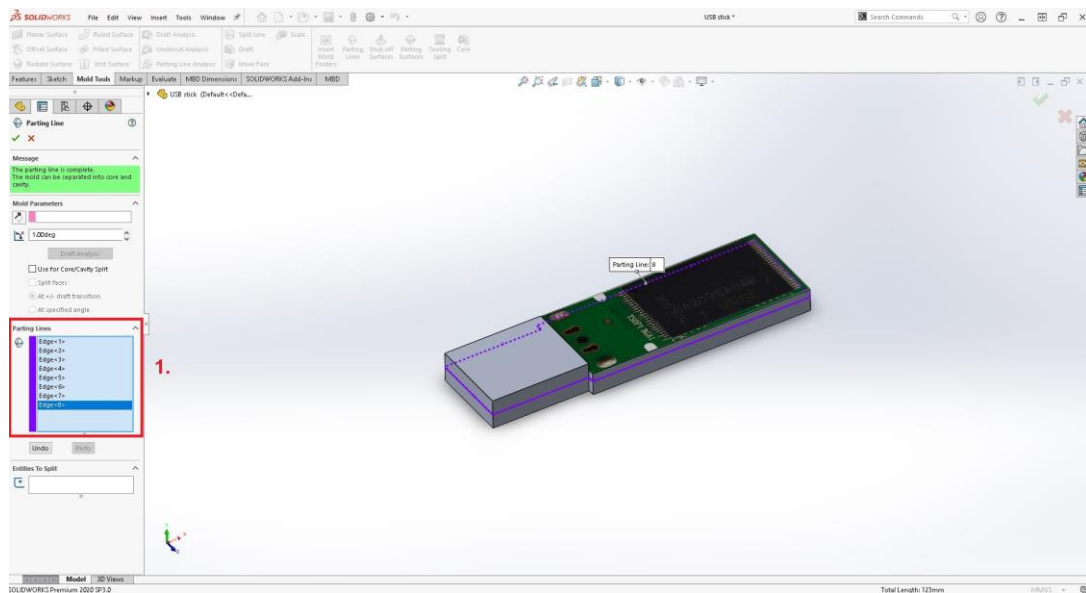 SOLIDWORKS File Edit View Insert Tools Window
USB stick *
Search Commands
Planar Surface Ruled Surface Draft Analysis Split Line Scale
Offset Surface Filled Surface Undercut Analysis Draft
Radiate Surface Knit Surface Parting Line Analysis Move Face
Insert Mold Folders
Parting Lines
Shut-off Surfaces
Parting Surfaces
Tooling Split
Core
Features Sketch Mold Tools Markup Evaluate MBD Dimensions SOLIDWORKS Add-Ins MBD
USB stick (Default<<Defa...
Parting Line
Message
The parting line is complete.
The mold can be separated into core and
cavity.
Mold Parameters
1.00deg
Draft Analysis
Use for Core/Cavity Split
Split faces
At +/- draft transition
At specified angle
Parting Lines
Edge<1>
Edge<2>
Edge<3>
Edge<4>
Edge<5>
Edge<6>
Edge<7>
Edge<8>
1.
Undo Redo
Entities To Split
Parting Line: 8
Model 3D Views
SOLIDWORKS Premium 2020 SP3.0
Total Length: 123mm
MMGS